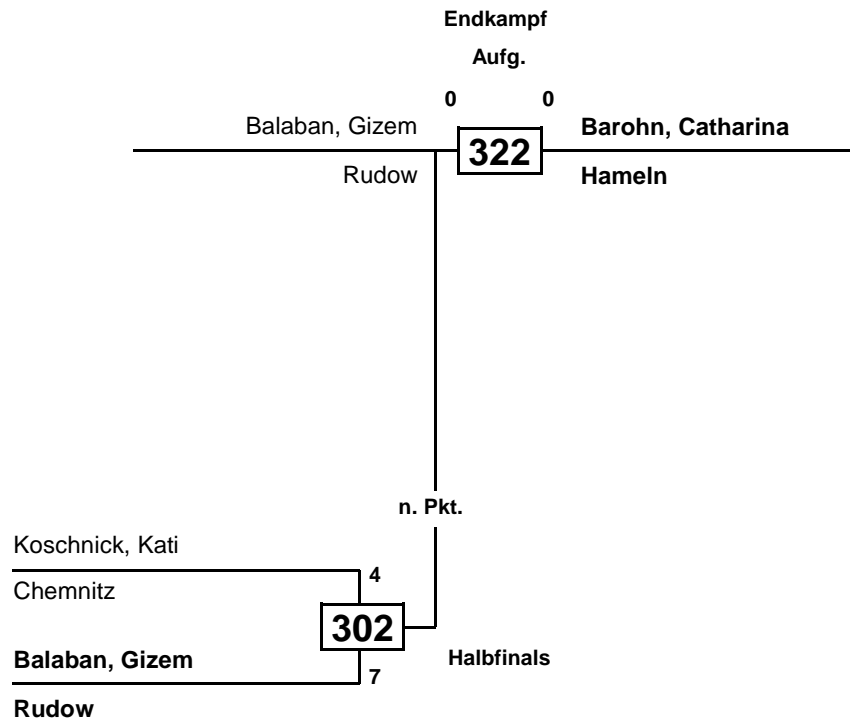 Endkampf
Aufg.
0 0
Balaban, Gizem 322 Barohn, Catharina
Rudow Hameln
n. Pkt.
Koschnick, Kati
4
Chemnitz
302
Balaban, Gizem Halbfinals
7
Rudow